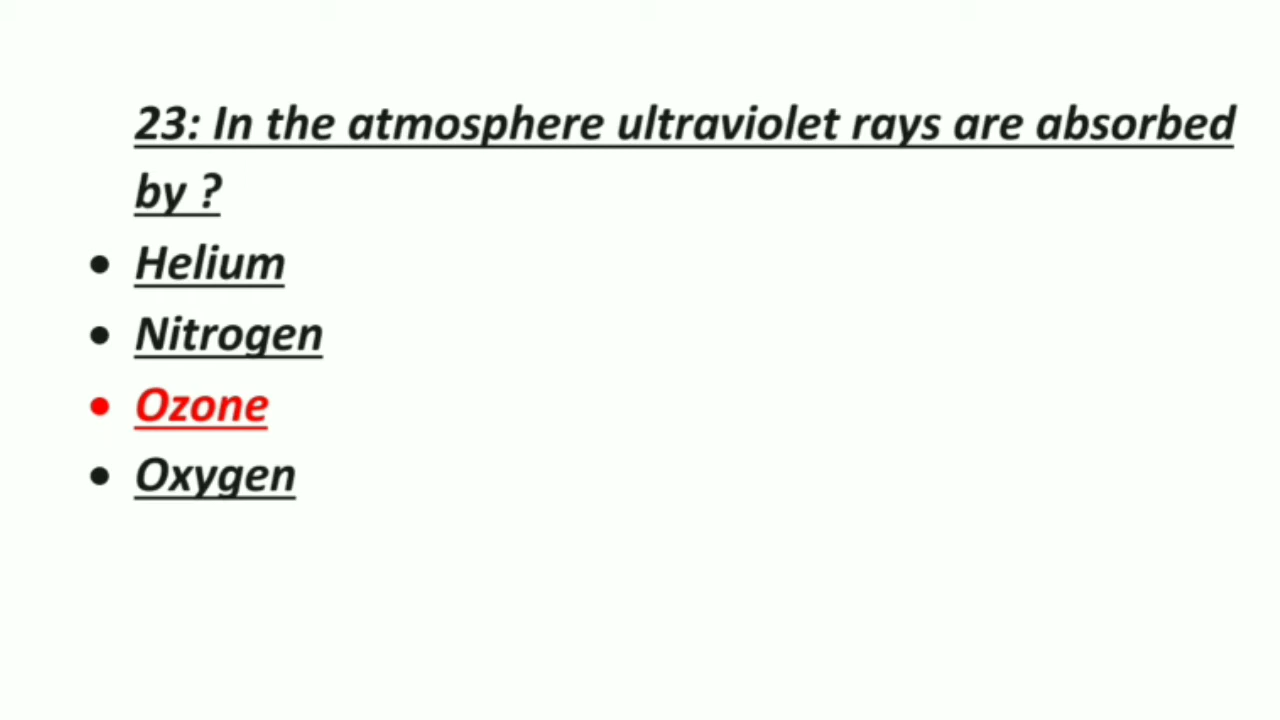 23: In the atmosphere ultraviolet rays are absorbed
by ?
• Helium
• Nitrogen
• Ozone
• Oxygen